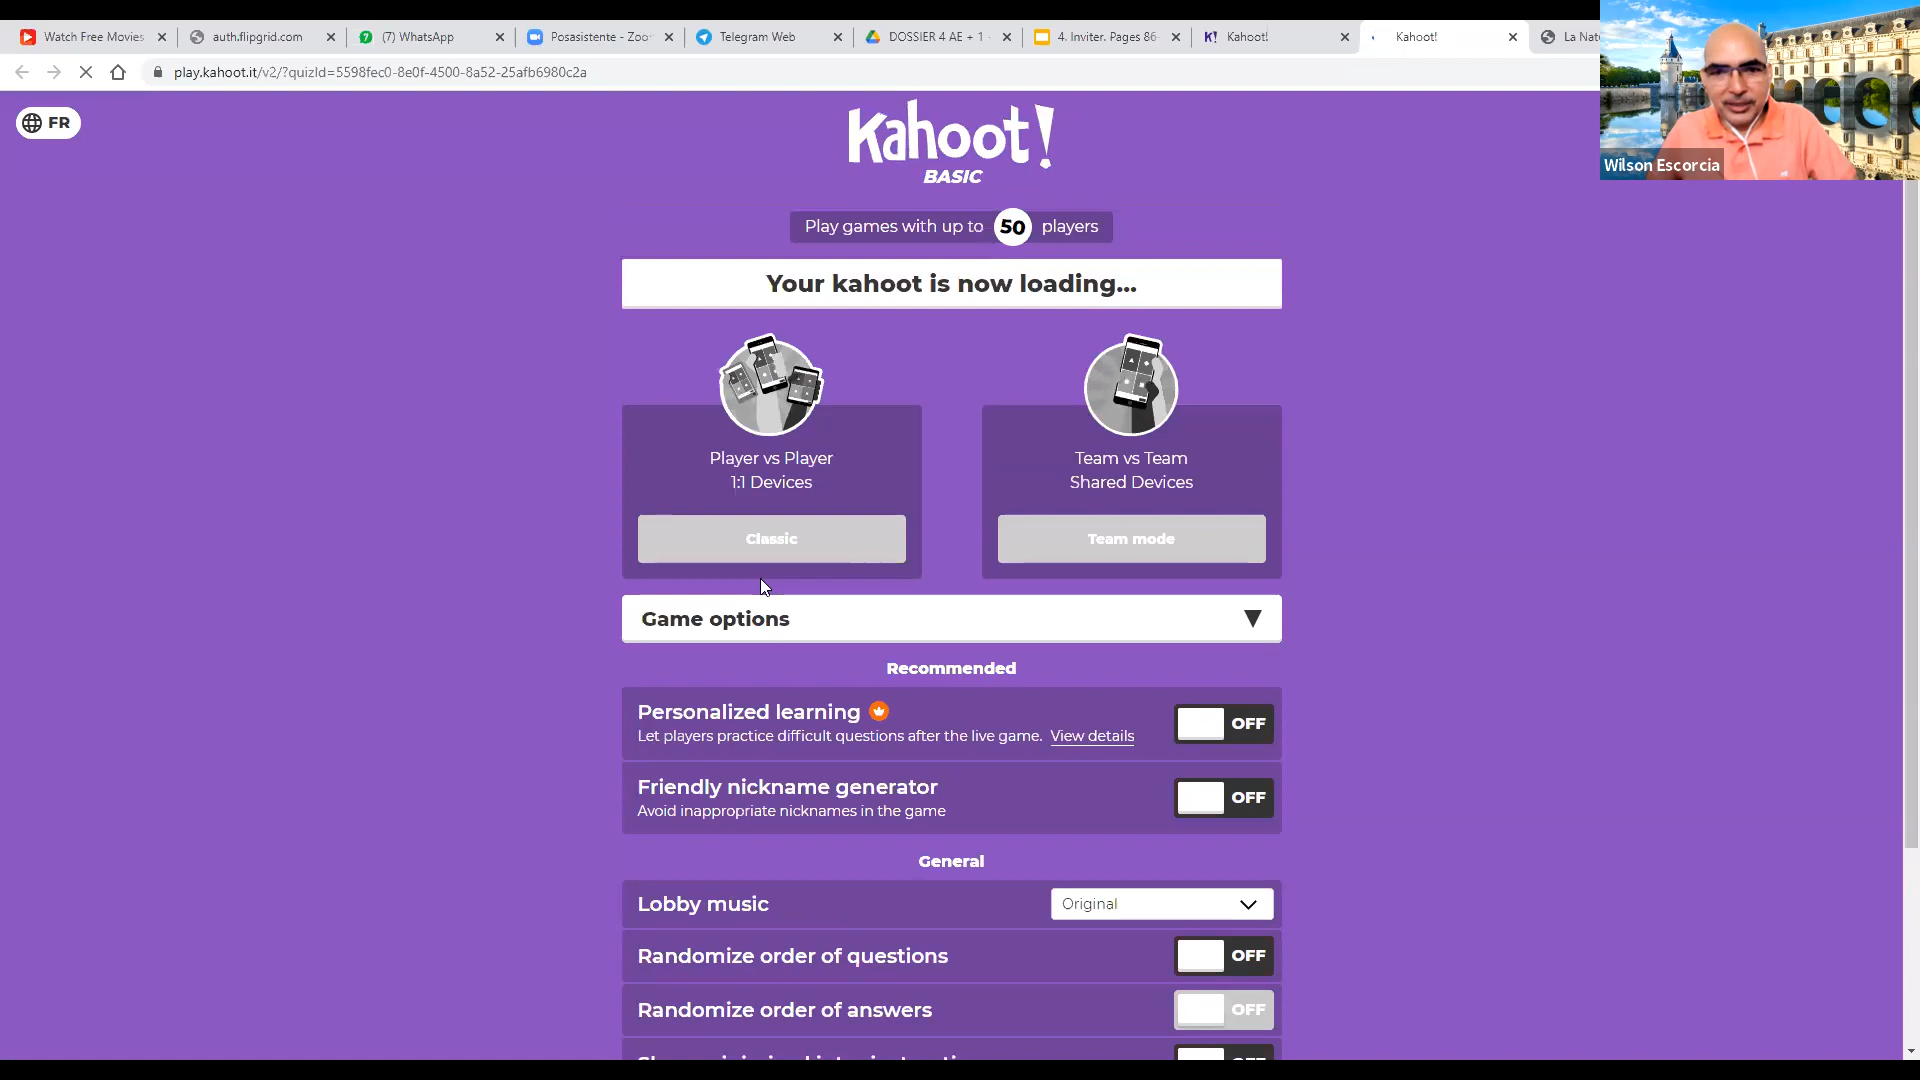 Watch Free Movies
auth.flipgrid.com
(7) WhatsApp
Posasistente - Zoo
Telegram Web
DOSSIER 4 AE + 1
4. Inviter. Pages 86
K! Kahoot!
Kahoot!
La Nat
play.kahoot.it/v2/?quizId=5598fec0-8e0f-4500-8a52-25afb6980c2a
Wilson Escorcia
FR
Kahoot!
BASIC
Play games with up to 50 players
Your kahoot is now loading...
Player vs Player
1:1 Devices
Classic
Team vs Team
Shared Devices
Team mode
Game options
Recommended
Personalized learning
Let players practice difficult questions after the live game. View details
OFF
Friendly nickname generator
Avoid inappropriate nicknames in the game
OFF
General
Lobby music
Original
Randomize order of questions
OFF
Randomize order of answers
OFF